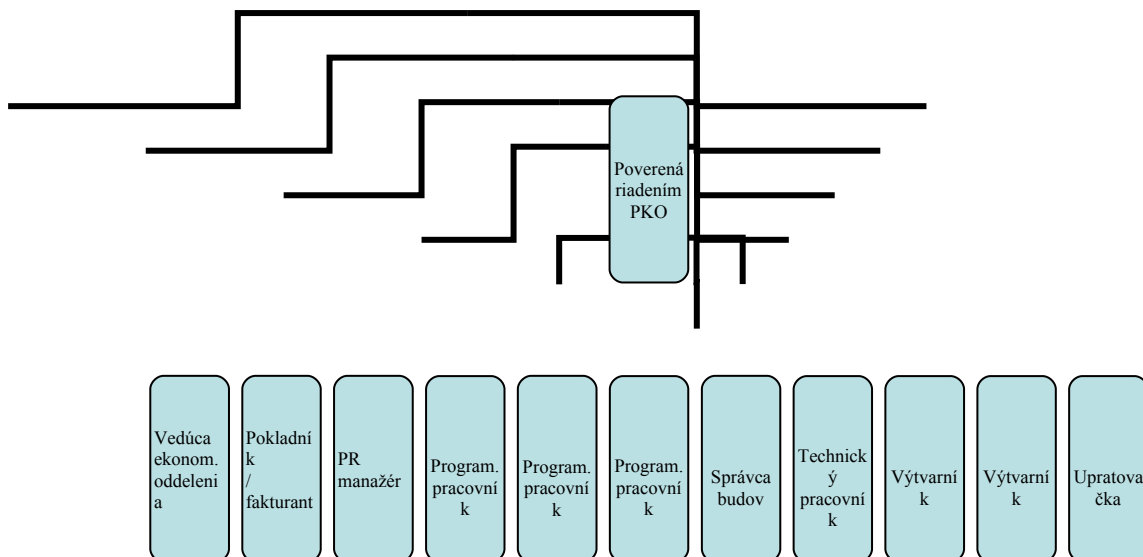 Poverená
riadením
PKO
Vedúca
ekonom.
oddeleni
a
Pokladní
k
/
fakturant
PR
manažér
Program.
pracovní
k
Program.
pracovní
k
Program.
pracovní
k
Správca
budov
Technick
ý
pracovní
k
Výtvarní
k
Výtvarní
k
Upratova
čka